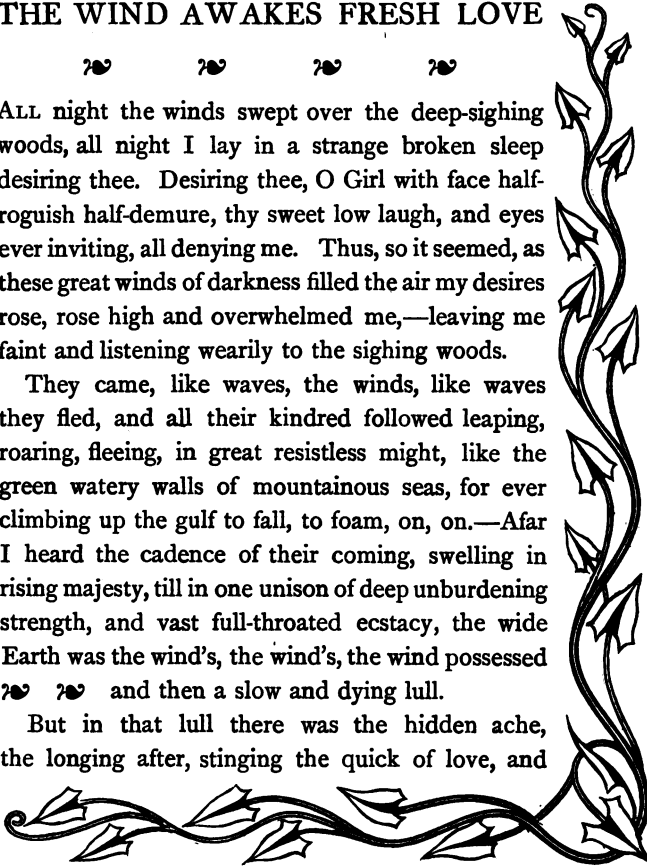 THE WIND AWAKES FRESH LOVE
ALL night the winds swept over the deep-sighing
woods, all night I lay in a strange broken sleep
desiring thee. Desiring thee, O Girl with face half-
roguish half-demure, thy sweet low laugh, and eyes
ever inviting, all denying me. Thus, so it seemed, as
these great winds of darkness filled the air my desires
rose, rose high and overwhelmed me,—leaving me
faint and listening wearily to the sighing woods.
They came, like waves, the winds, like waves
they fled, and all their kindred followed leaping,
roaring, fleeing, in great resistless might, like the
green watery walls of mountainous seas, for ever
climbing up the gulf to fall, to foam, on, on.—Afar
I heard the cadence of their coming, swelling in
rising majesty, till in one unison of deep unburdening
strength, and vast full-throated ecstacy, the wide
Earth was the wind's, the wind's, the wind possessed
and then a slow and dying lull.
But in that lull there was the hidden ache,
the longing after, stinging the quick of love, and